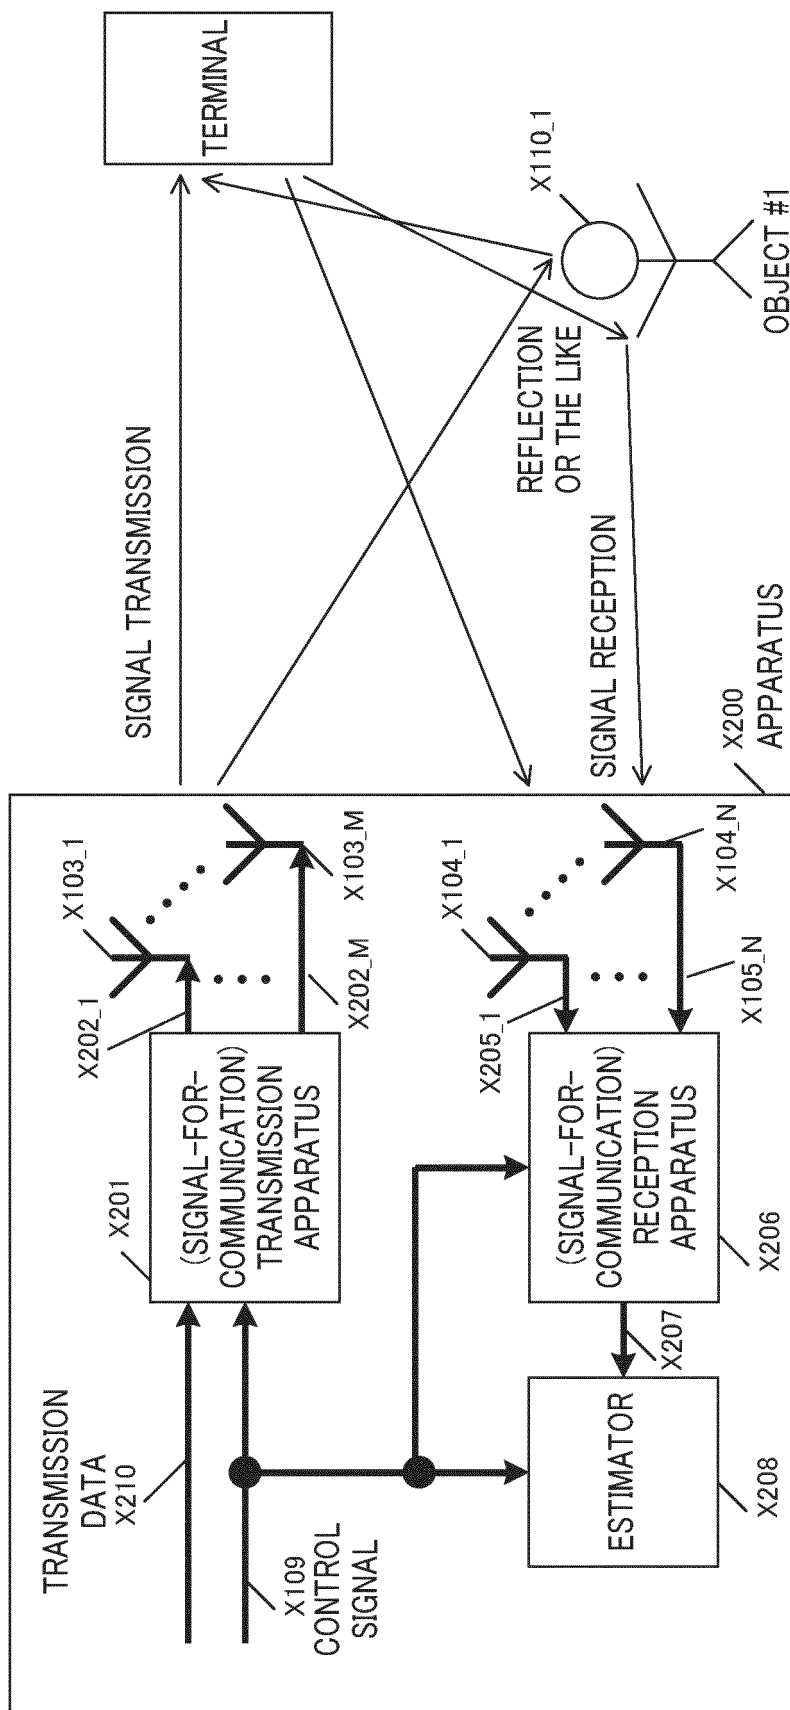 TRANSMISSION
DATA
X210
X109
CONTROL
SIGNAL
X201
(SIGNAL-FOR-
COMMUNICATION)
TRANSMISSION
APPARATUS
X202_1
X202_M
X103_1
X103_M
ESTIMATOR
X208
X207
(SIGNAL-FOR-
COMMUNICATION)
RECEPTION
APPARATUS
X206
X205_1
X105_N
X104_1
X104_N
X200
APPARATUS
SIGNAL TRANSMISSION
SIGNAL RECEPTION
REFLECTION
OR THE LIKE
TERMINAL
X110_1
OBJECT #1